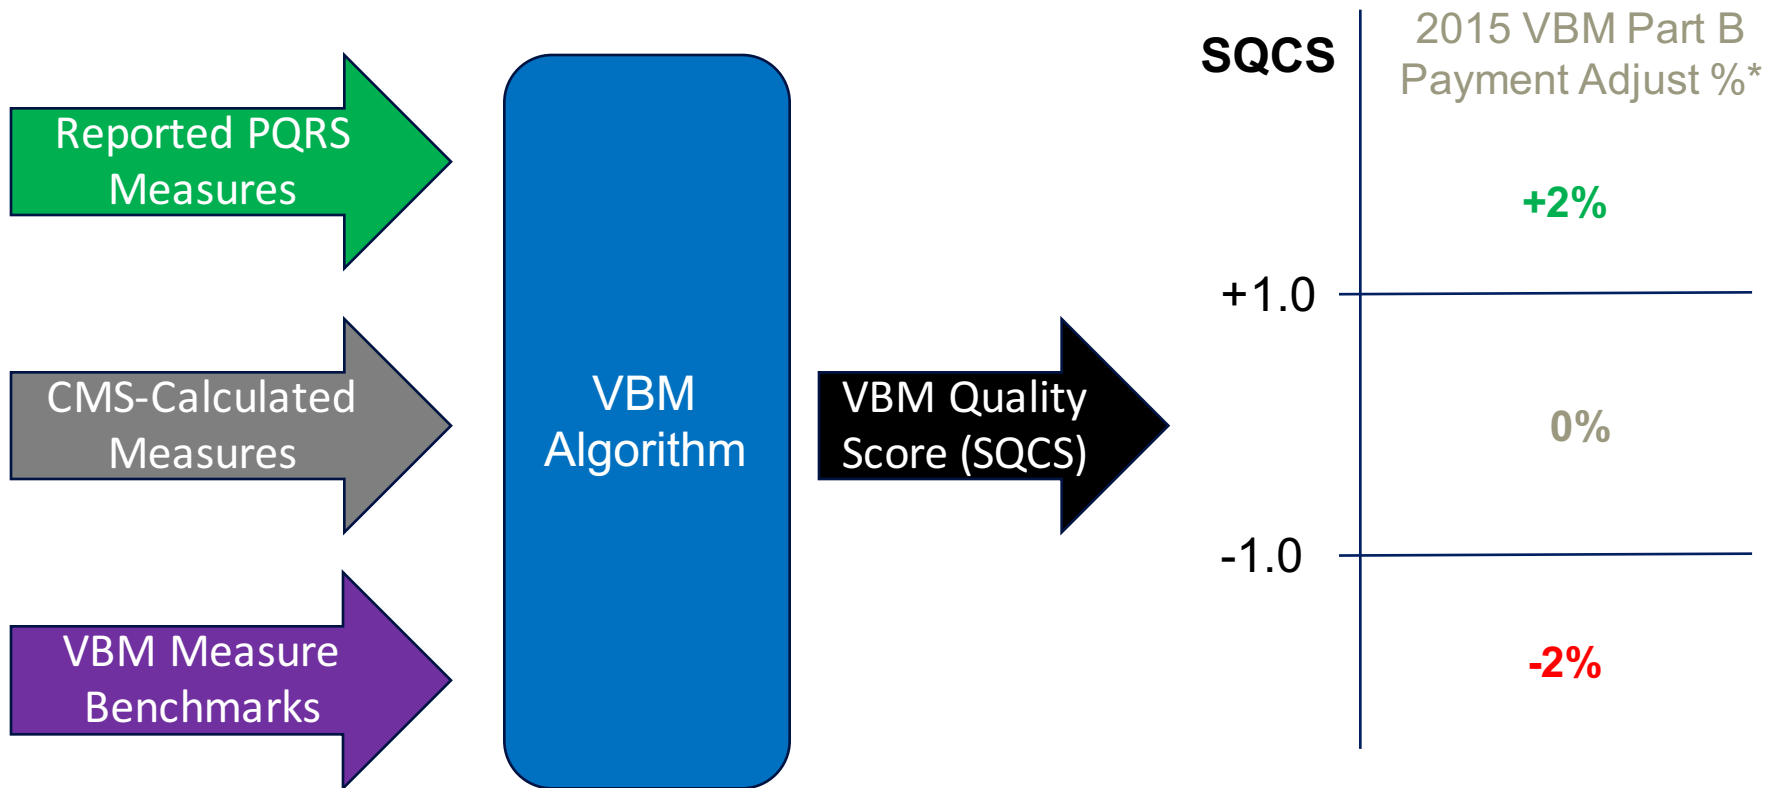 Reported PQRS
Measures
CMS-Calculated
Measures
VBM Measure
Benchmarks
VBM
Algorithm
VBM Quality
Score (SQCS)
SQCS
2015 VBM Part B
Payment Adjust %*
+2%
+1.0
0%
-1.0
-2%